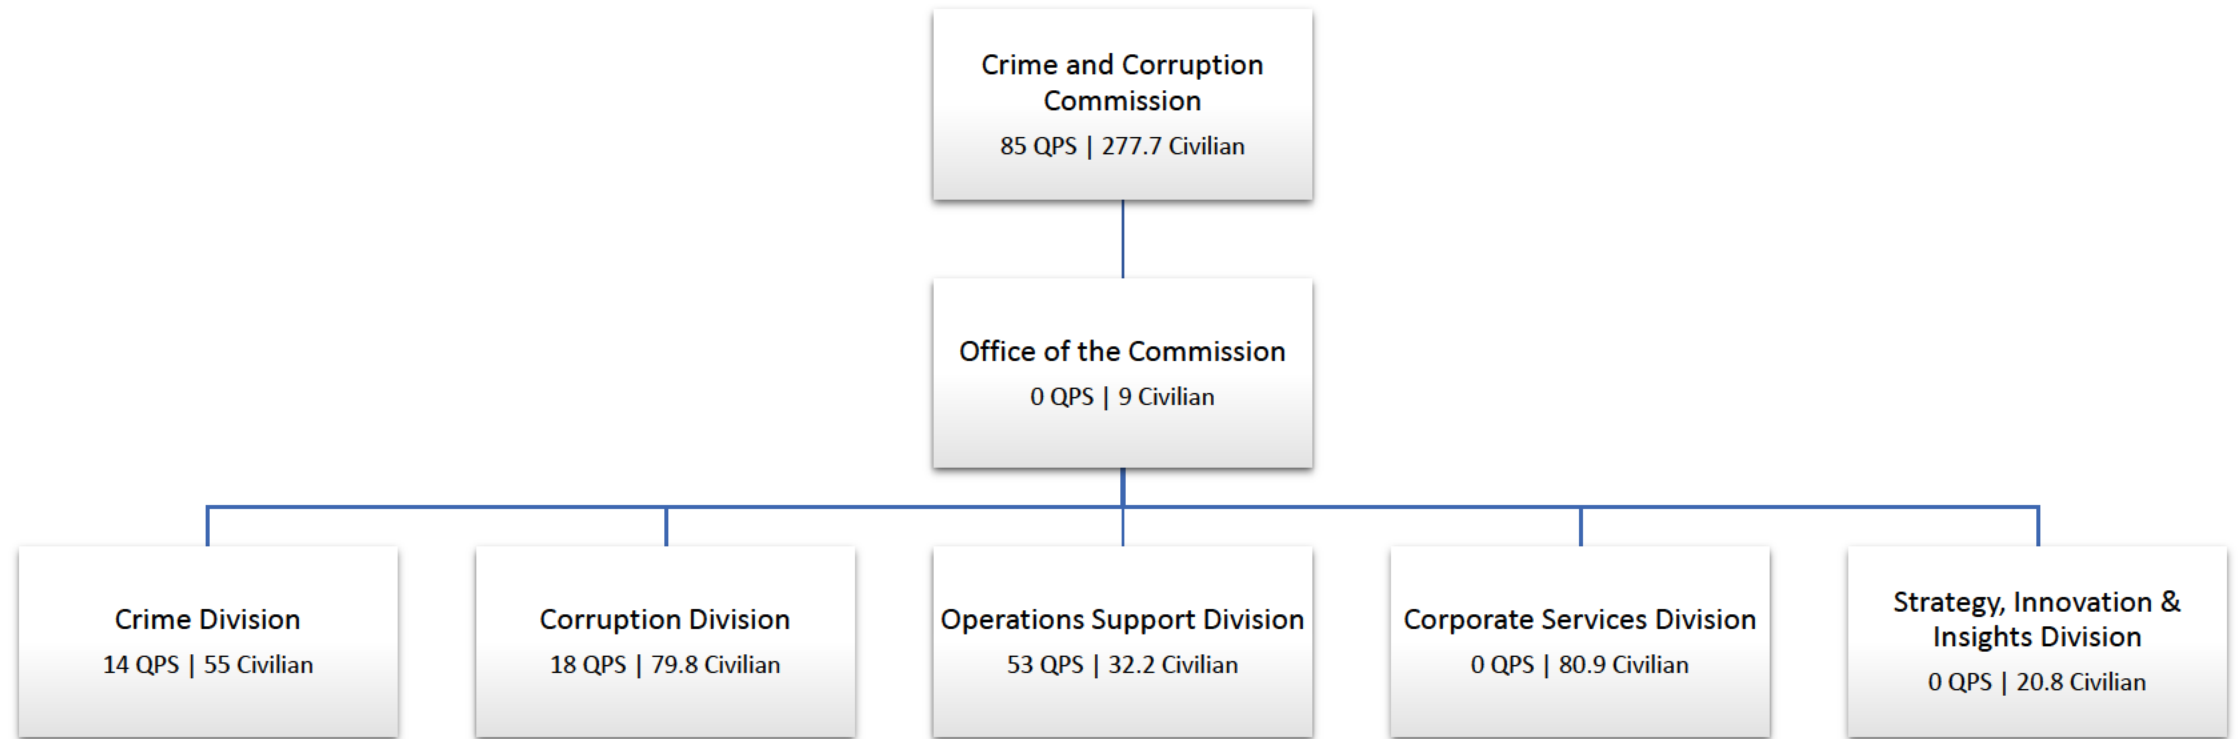 Crime and Corruption
Commission
85 QPS | 277.7 Civilian
Office of the Commission
0 QPS | 9 Civilian
Crime Division
14 QPS | 55 Civilian
Corruption Division
18 QPS | 79.8 Civilian
Operations Support Division
53 QPS | 32.2 Civilian
Corporate Services Division
0 QPS | 80.9 Civilian
Strategy, Innovation &
Insights Division
0 QPS | 20.8 Civilian